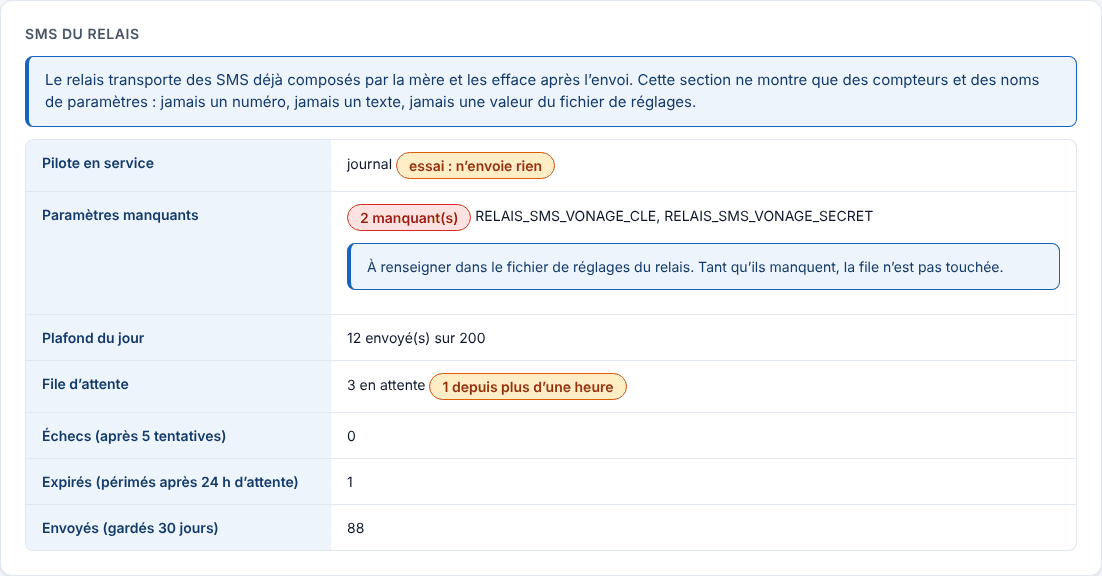 SMS DU RELAIS
Le relais transporte des SMS déjà composés par la mère et les efface après l’envoi. Cette section ne montre que des compteurs et des noms
de paramètres : jamais un numéro, jamais un texte, jamais une valeur du fichier de réglages.
Pilote en service
journal essai : n’envoie rien
Paramètres manquants
2 manquant(s) RELAIS_SMS_VONAGE_CLE, RELAIS_SMS_VONAGE_SECRET
À renseigner dans le fichier de réglages du relais. Tant qu’ils manquent, la file n’est pas touchée.
Plafond du jour
12 envoyé(s) sur 200
File d’attente
3 en attente 1 depuis plus d’une heure
Échecs (après 5 tentatives)
0
Expirés (périmés après 24 h d’attente)
1
Envoyés (gardés 30 jours)
88